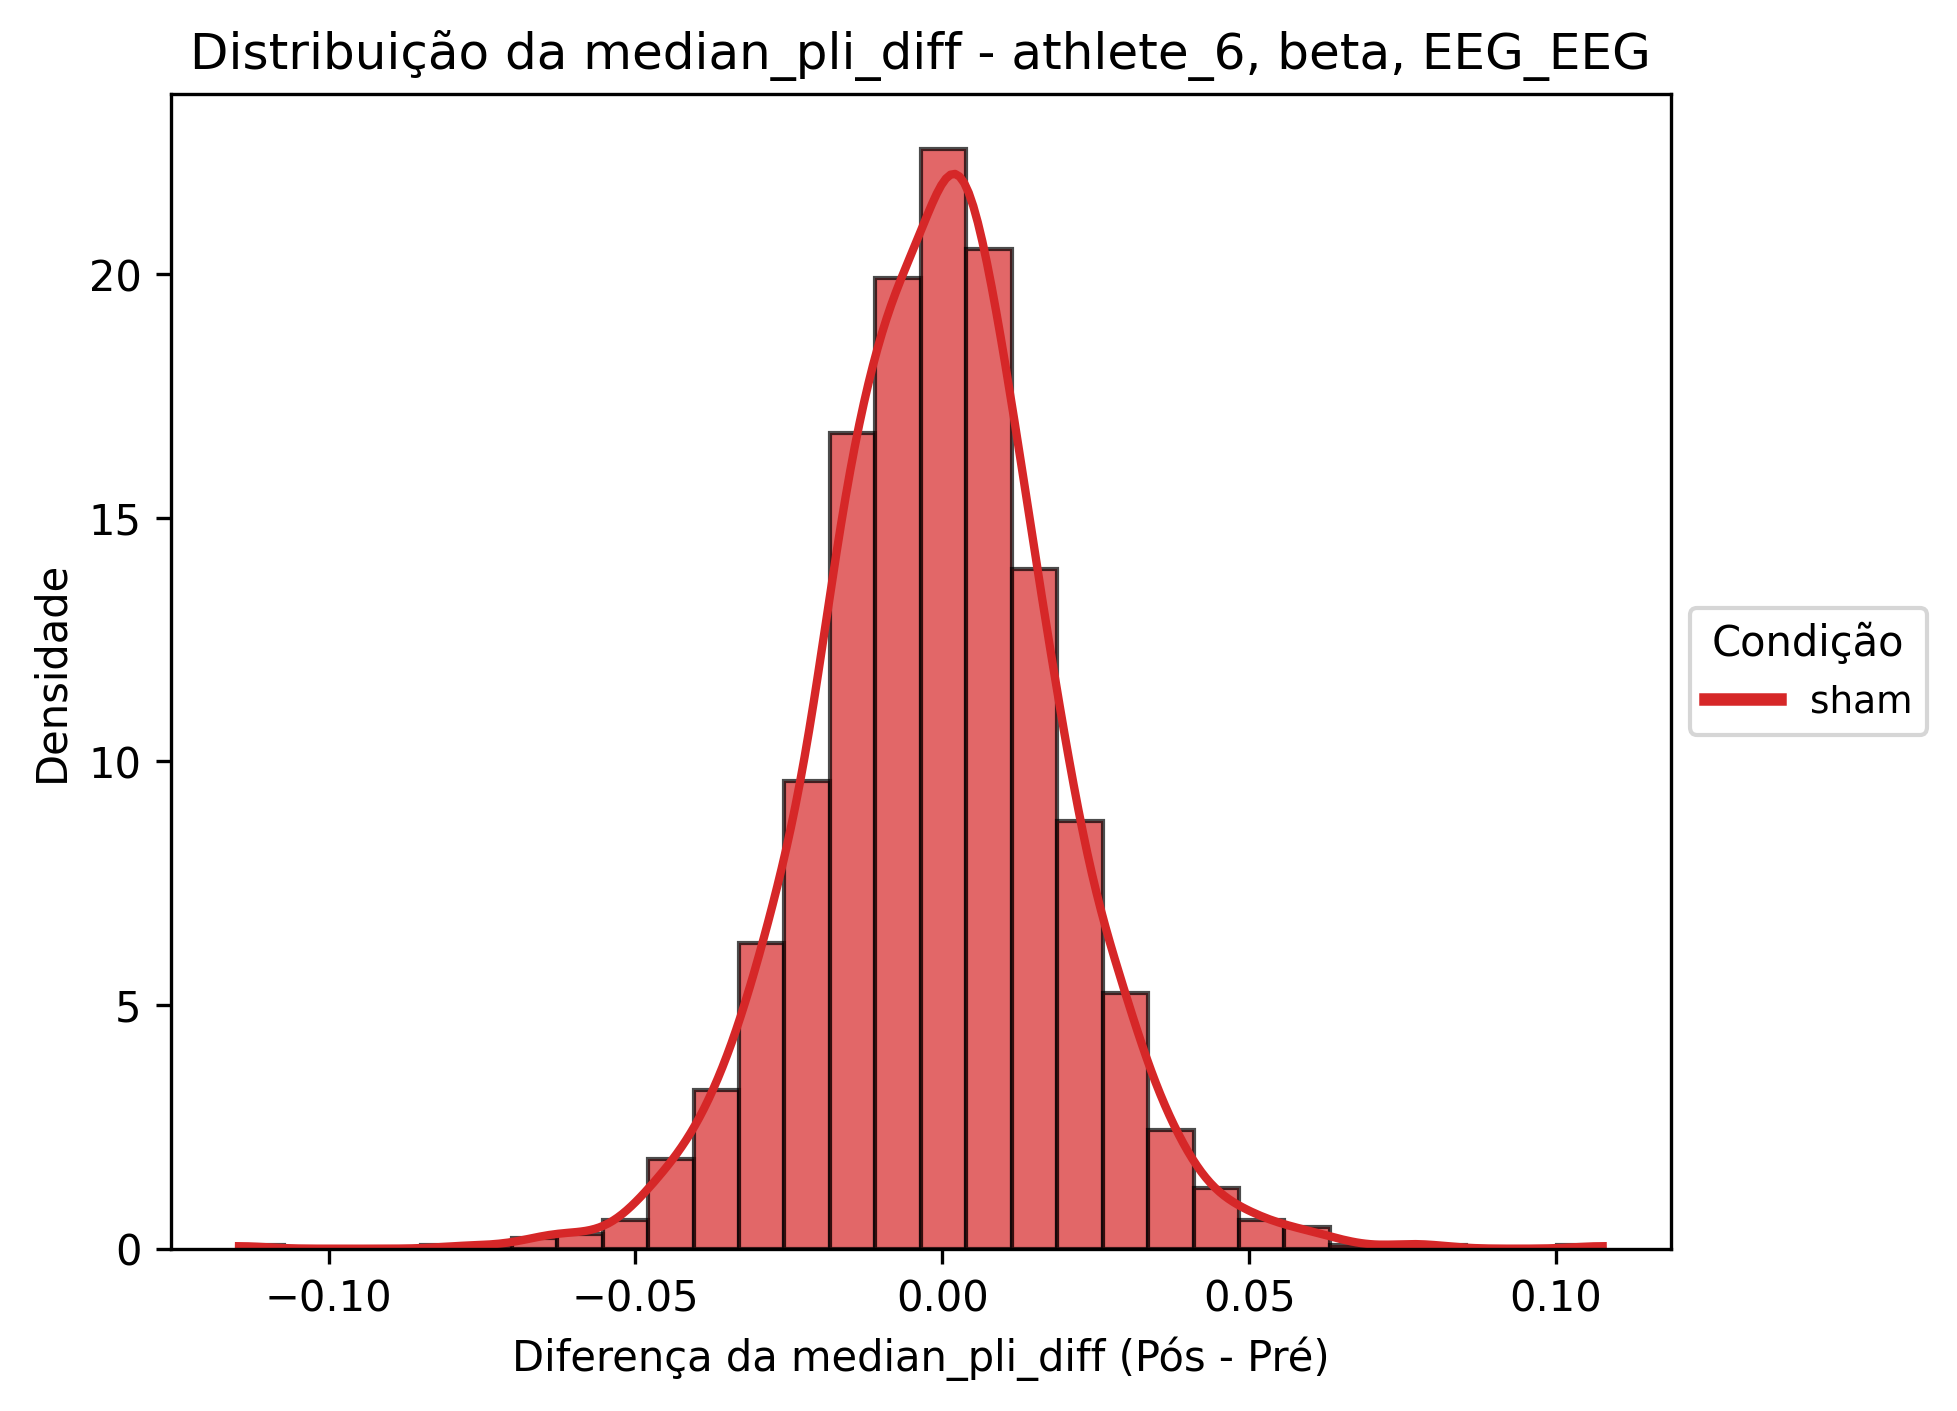 Distribuição da median_pli_diff - athlete_6, beta, EEG_EEG
Densidade
20
15
10
5
0
−0.10
−0.05
0.00
0.05
0.10
Diferença da median_pli_diff (Pós - Pré)
Condição
sham